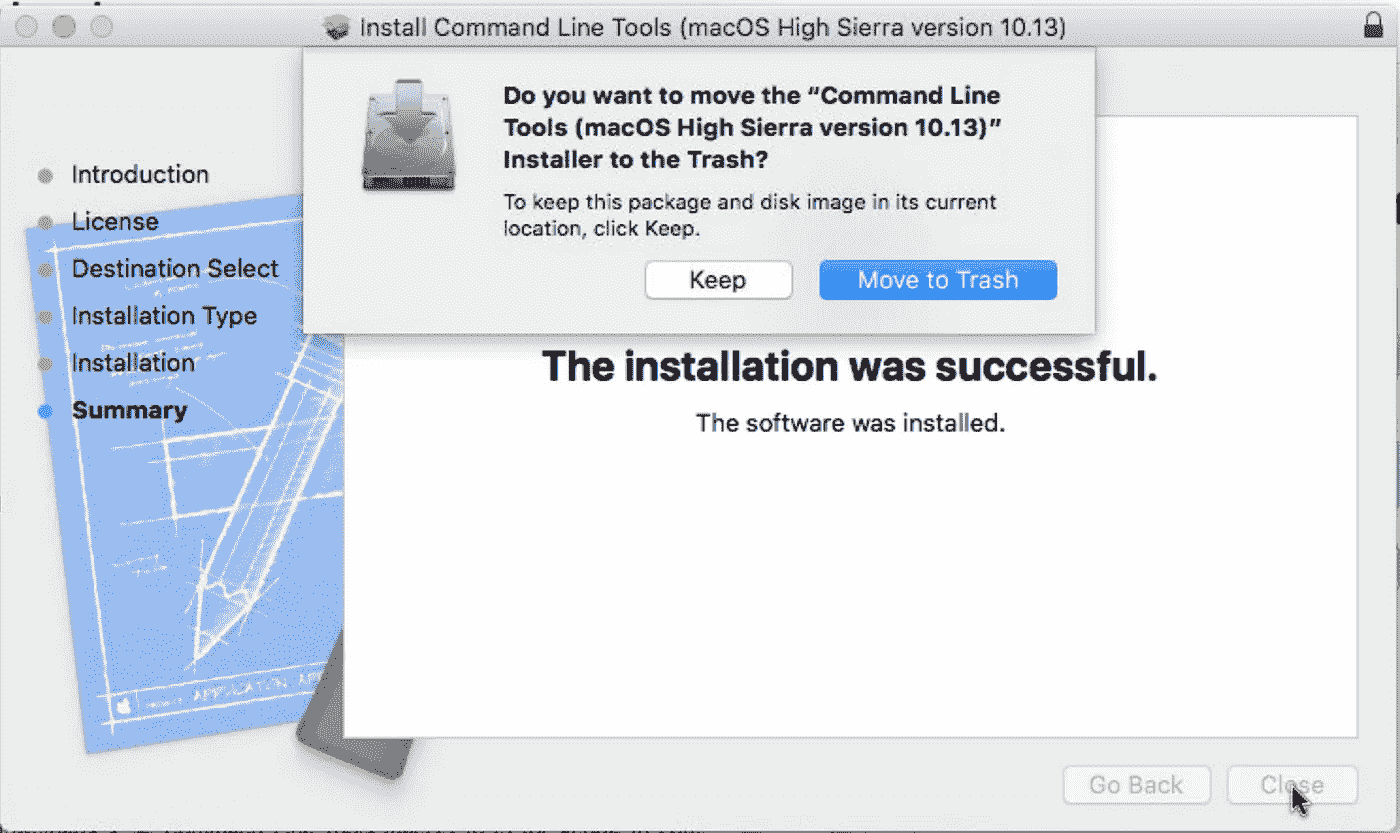 Install Command Line Tools (macOS High Sierra version 10.13)
Do you want to move the “Command Line
Tools (macOS High Sierra version 10.13)”
Installer to the Trash?
To keep this package and disk image in its current
location, click Keep.
Keep
Move to Trash
Introduction
License
Destination Select
Installation Type
Installation
Summary
The installation was successful.
The software was installed.
APPLICATION
Go Back
Close